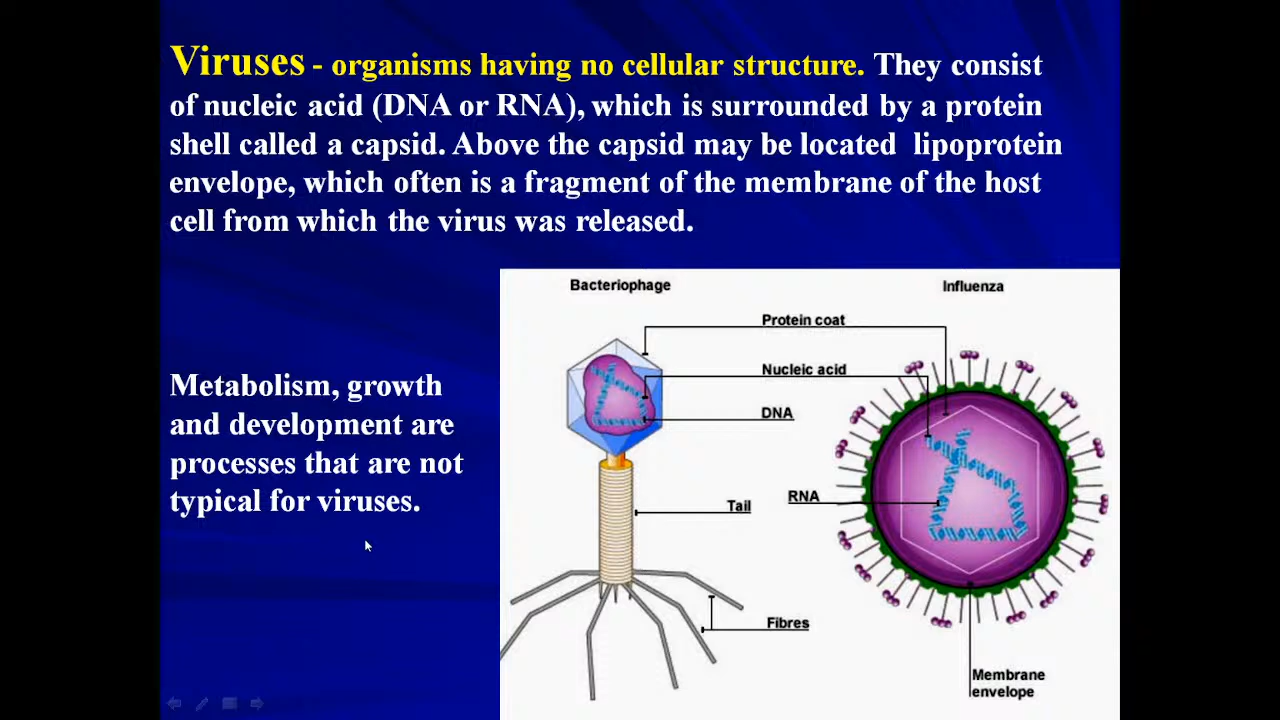 Viruses - organisms having no cellular structure. They consist
of nucleic acid (DNA or RNA), which is surrounded by a protein
shell called a capsid. Above the capsid may be located lipoprotein
envelope, which often is a fragment of the membrane of the host
cell from which the virus was released.
Metabolism, growth
and development are
processes that are not
typical for viruses.
Bacteriophage
Influenza
Protein coat
Nucleic acid
DNA
RNA
Tail
Fibres
Membrane
envelope